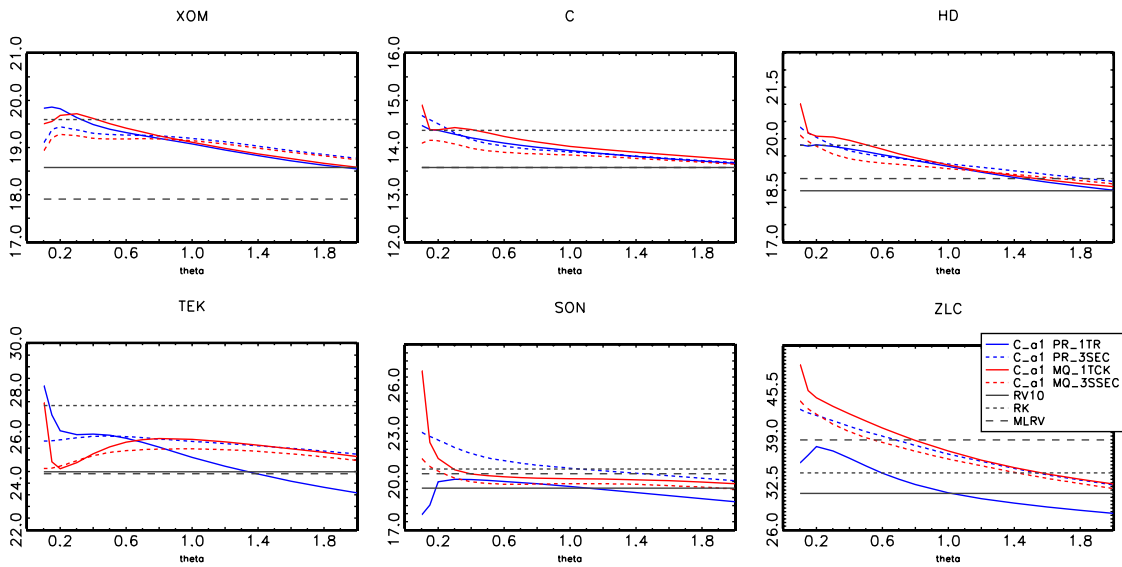 XOM
C
HD
21.0
20.0
19.0
18.0
17.0
0.2 0.6 1.0 1.4 1.8
theta
16.0
15.0
14.0
13.0
12.0
0.2 0.6 1.0 1.4 1.8
theta
21.5
20.0
18.5
17.0
0.2 0.6 1.0 1.4 1.8
theta
TEK
SON
ZLC
30.0
28.0
26.0
24.0
22.0
0.2 0.6 1.0 1.4 1.8
theta
26.0
23.0
20.0
17.0
0.2 0.6 1.0 1.4 1.8
theta
45.5
39.0
32.5
26.0
0.2 0.6 1.0 1.4 1.8
theta
C_a1 PR_1TR
C_a1 PR_3SEC
C_a1 MQ_1TCK
C_a1 MQ_3SSEC
RV10
RK
MLRV